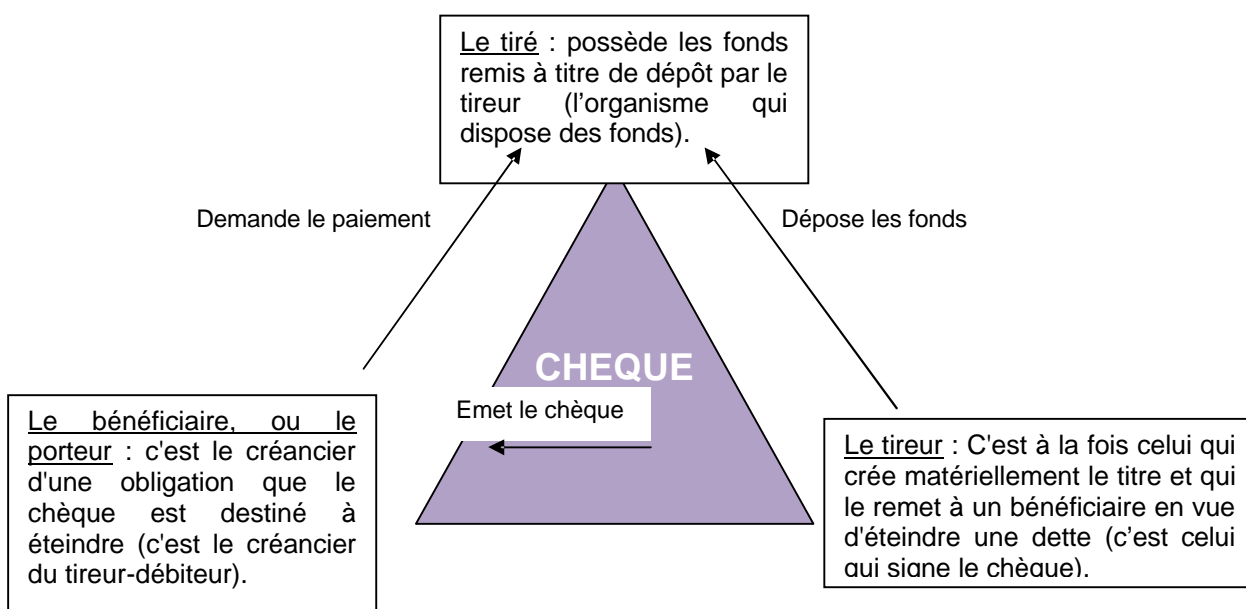 Le tiré : possède les fonds
remis à titre de dépôt par le
tireur (l’organisme qui
dispose des fonds).
Demande le paiement
Dépose les fonds
CHEQUE
Emet le chèque
Le bénéficiaire, ou le
porteur : c'est le créancier
d'une obligation que le
chèque est destiné à
éteindre (c'est le créancier
du tireur-débiteur).
Le tireur : C'est à la fois celui qui
crée matériellement le titre et qui
le remet à un bénéficiaire en vue
d'éteindre une dette (c’est celui
qui signe le chèque).